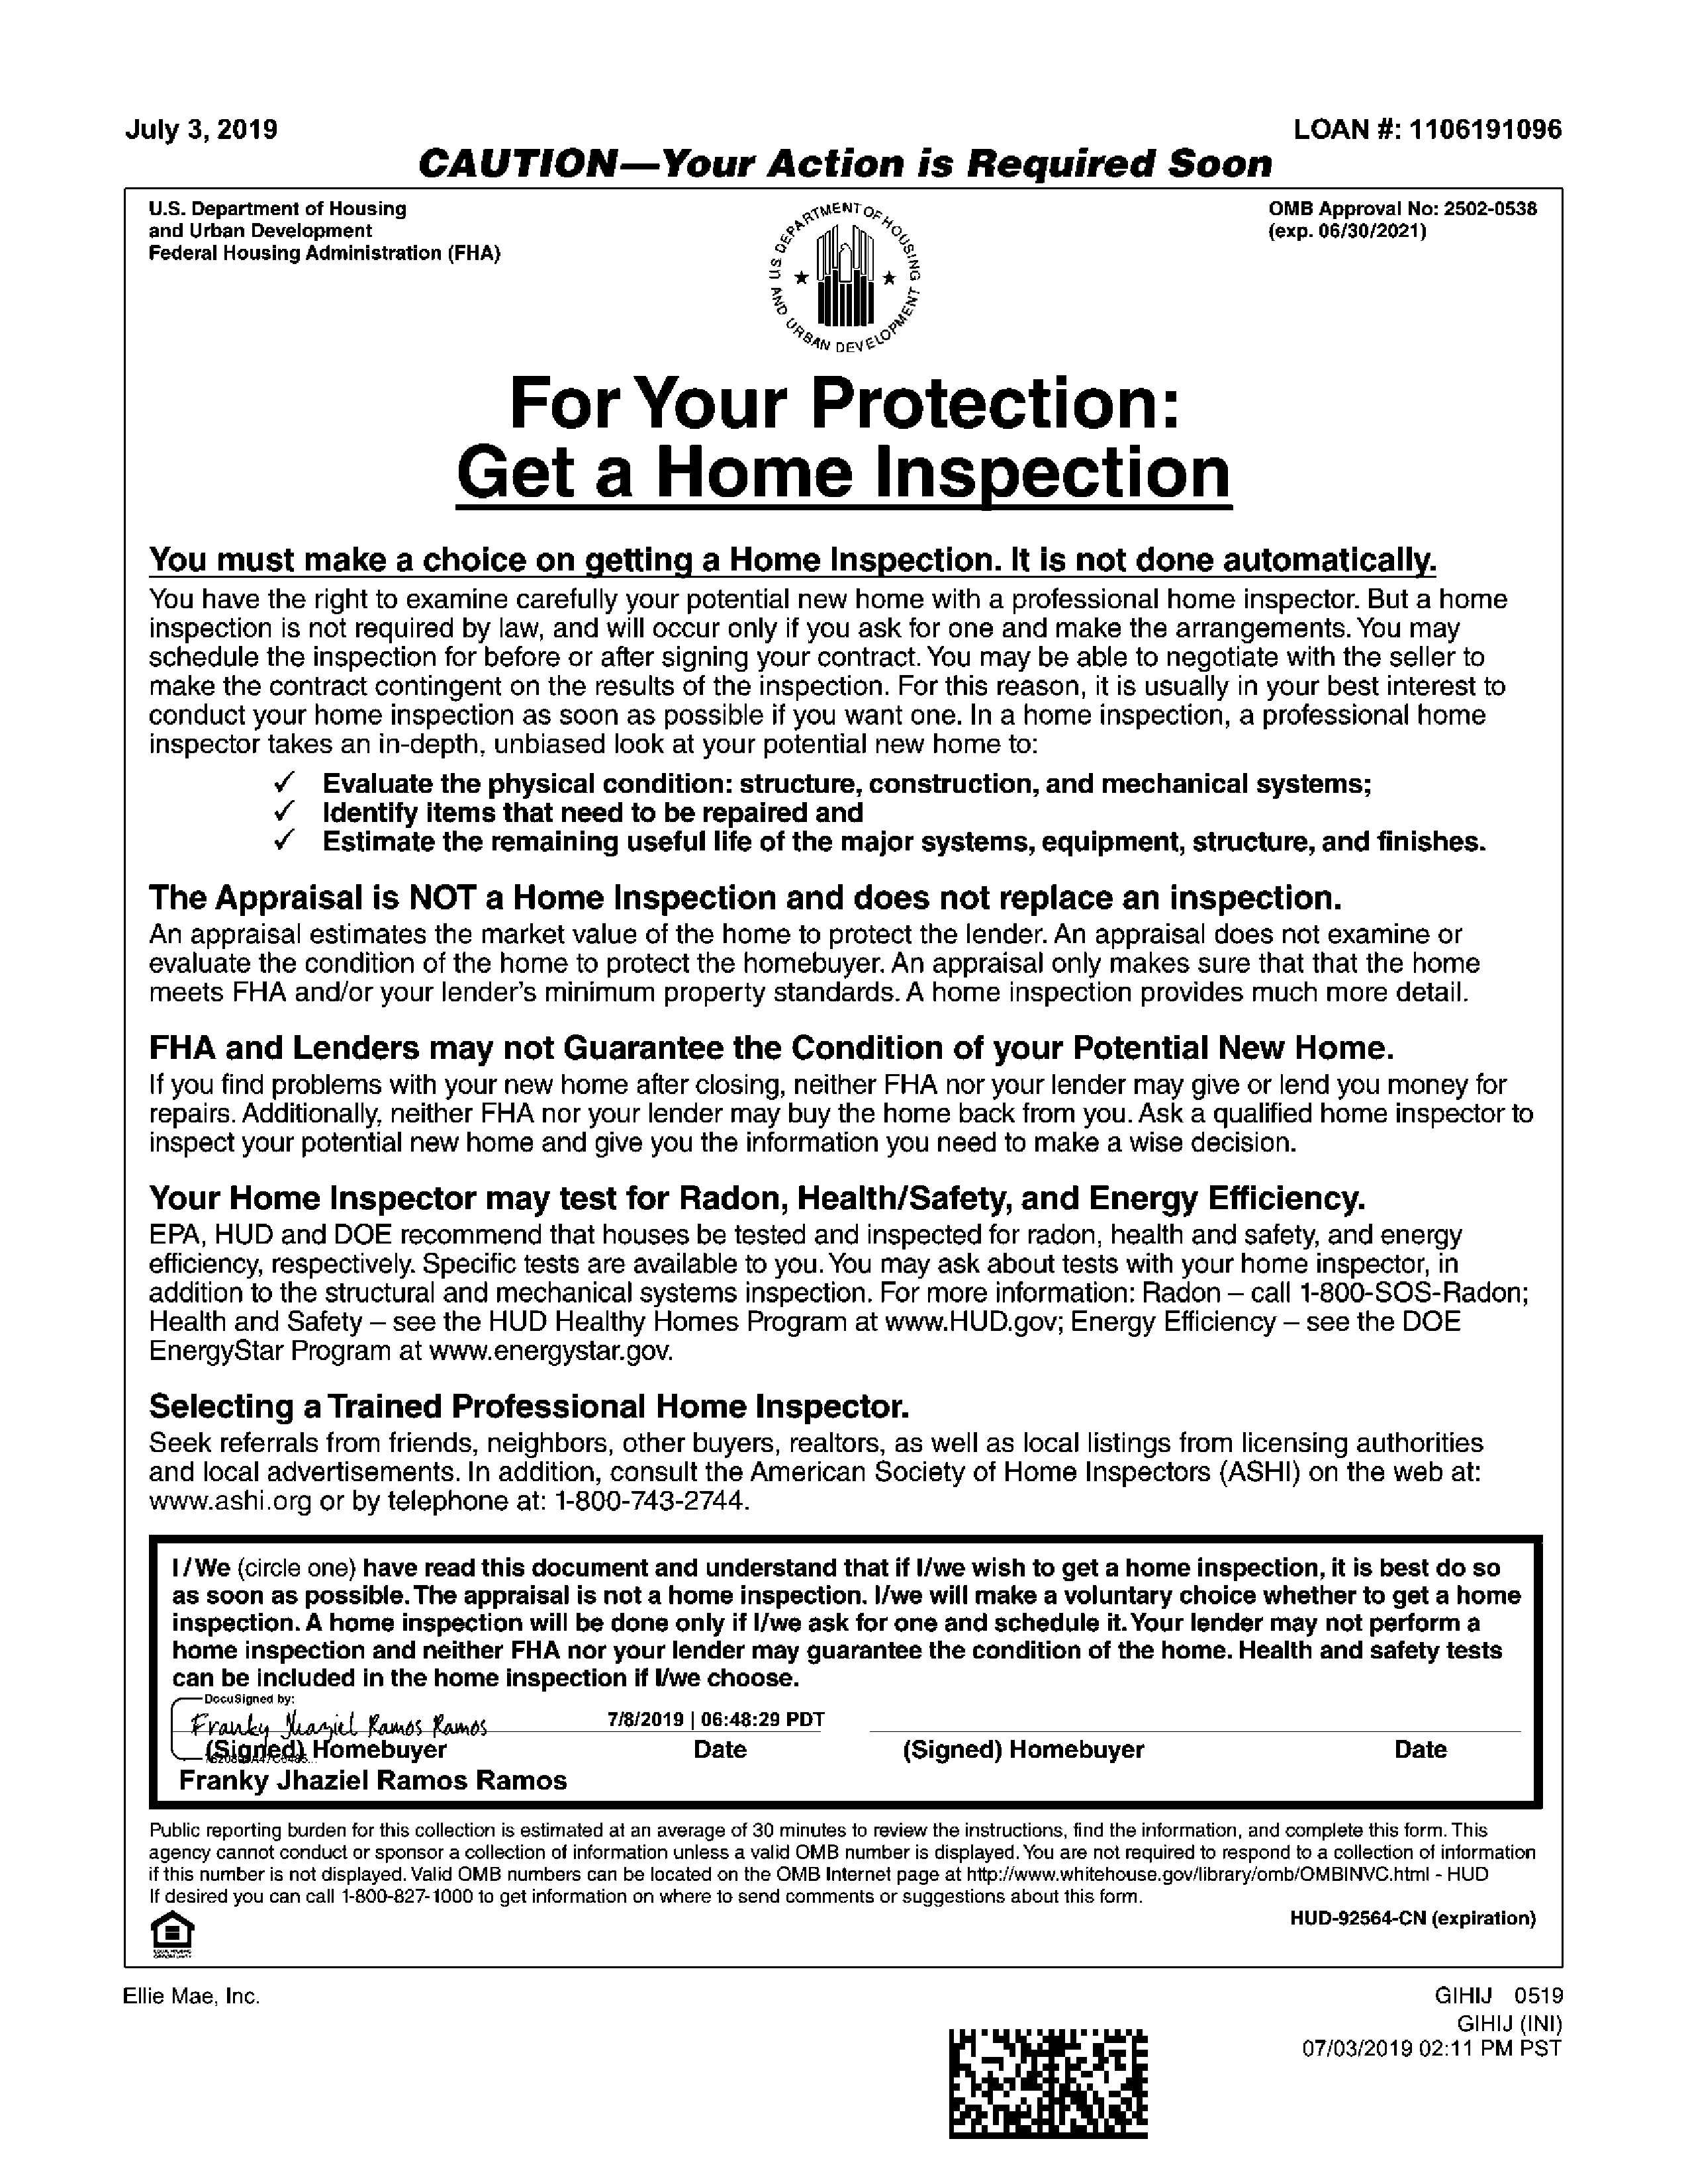 July 3, 2019
LOAN #: 1106191096
CAUTION—Your Action is Required Soon
U.S. Department of Housing
and Urban Development
Federal Housing Administration (FHA)
U.S. DEPARTMENT OF HOUSING AND URBAN DEVELOPMENT
OMB Approval No: 2502-0538
(exp. 06/30/2021)
For Your Protection:
Get a Home Inspection
You must make a choice on getting a Home Inspection. It is not done automatically.
You have the right to examine carefully your potential new home with a professional home inspector. But a home
inspection is not required by law, and will occur only if you ask for one and make the arrangements. You may
schedule the inspection for before or after signing your contract. You may be able to negotiate with the seller to
make the contract contingent on the results of the inspection. For this reason, it is usually in your best interest to
conduct your home inspection as soon as possible if you want one. In a home inspection, a professional home
inspector takes an in-depth, unbiased look at your potential new home to:
✓ Evaluate the physical condition: structure, construction, and mechanical systems;
✓ Identify items that need to be repaired and
✓ Estimate the remaining useful life of the major systems, equipment, structure, and finishes.
The Appraisal is NOT a Home Inspection and does not replace an inspection.
An appraisal estimates the market value of the home to protect the lender. An appraisal does not examine or
evaluate the condition of the home to protect the homebuyer. An appraisal only makes sure that that the home
meets FHA and/or your lender's minimum property standards. A home inspection provides much more detail.
FHA and Lenders may not Guarantee the Condition of your Potential New Home.
If you find problems with your new home after closing, neither FHA nor your lender may give or lend you money for
repairs. Additionally, neither FHA nor your lender may buy the home back from you. Ask a qualified home inspector to
inspect your potential new home and give you the information you need to make a wise decision.
Your Home Inspector may test for Radon, Health/Safety, and Energy Efficiency.
EPA, HUD and DOE recommend that houses be tested and inspected for radon, health and safety, and energy
efficiency, respectively. Specific tests are available to you. You may ask about tests with your home inspector, in
addition to the structural and mechanical systems inspection. For more information: Radon – call 1-800-SOS-Radon;
Health and Safety – see the HUD Healthy Homes Program at www.HUD.gov; Energy Efficiency – see the DOE
EnergyStar Program at www.energystar.gov.
Selecting a Trained Professional Home Inspector.
Seek referrals from friends, neighbors, other buyers, realtors, as well as local listings from licensing authorities
and local advertisements. In addition, consult the American Society of Home Inspectors (ASHI) on the web at:
www.ashi.org or by telephone at: 1-800-743-2744.
I / We (circle one) have read this document and understand that if I/we wish to get a home inspection, it is best do so
as soon as possible. The appraisal is not a home inspection. I/we will make a voluntary choice whether to get a home
inspection. A home inspection will be done only if I/we ask for one and schedule it. Your lender may not perform a
home inspection and neither FHA nor your lender may guarantee the condition of the home. Health and safety tests
can be included in the home inspection if I/we choose.
DocuSigned by:
Franky Jhaziel Ramos Ramos
7/8/2019 | 06:48:29 PDT
(Signed) Homebuyer Date (Signed) Homebuyer Date
Franky Jhaziel Ramos Ramos
Public reporting burden for this collection is estimated at an average of 30 minutes to review the instructions, find the information, and complete this form. This
agency cannot conduct or sponsor a collection of information unless a valid OMB number is displayed. You are not required to respond to a collection of information
if this number is not displayed. Valid OMB numbers can be located on the OMB Internet page at http://www.whitehouse.gov/library/omb/OMBINVC.html - HUD
If desired you can call 1-800-827-1000 to get information on where to send comments or suggestions about this form.
HUD-92564-CN (expiration)
EQUAL HOUSING
OPPORTUNITY
Ellie Mae, Inc.
GIHIJ 0519
GIHIJ (INI)
07/03/2019 02:11 PM PST